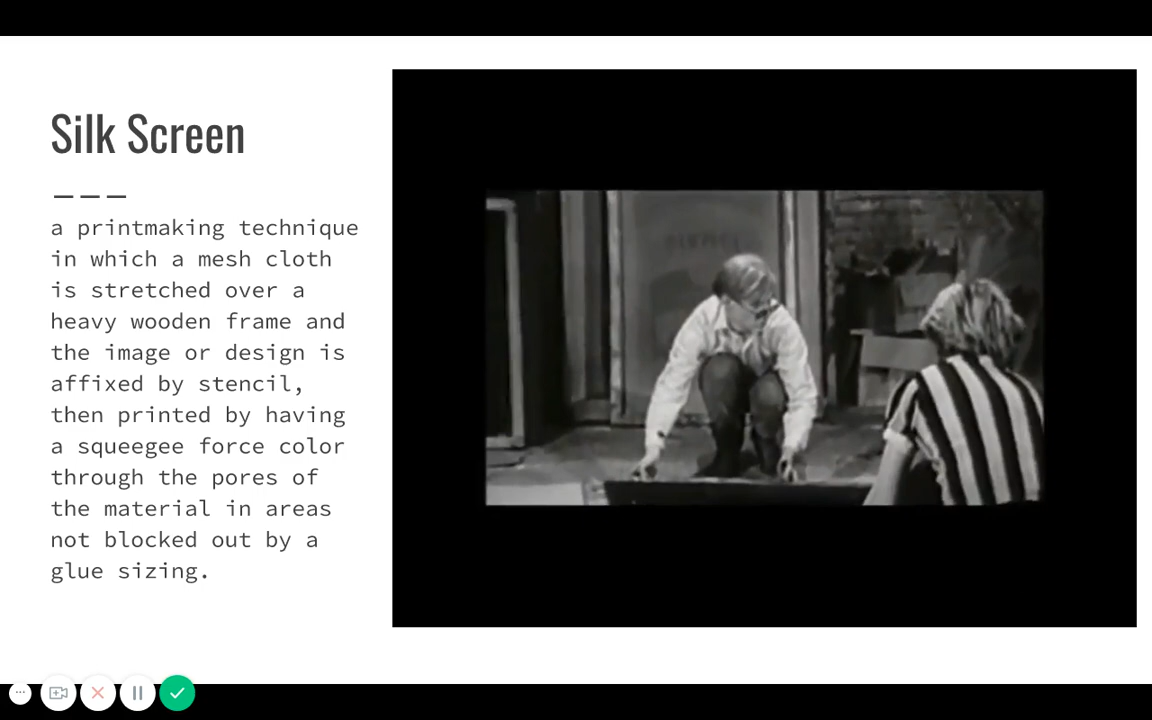 Silk Screen
a printmaking technique
in which a mesh cloth
is stretched over a
heavy wooden frame and
the image or design is
affixed by stencil,
then printed by having
a squeegee force color
through the pores of
the material in areas
not blocked out by a
glue sizing.